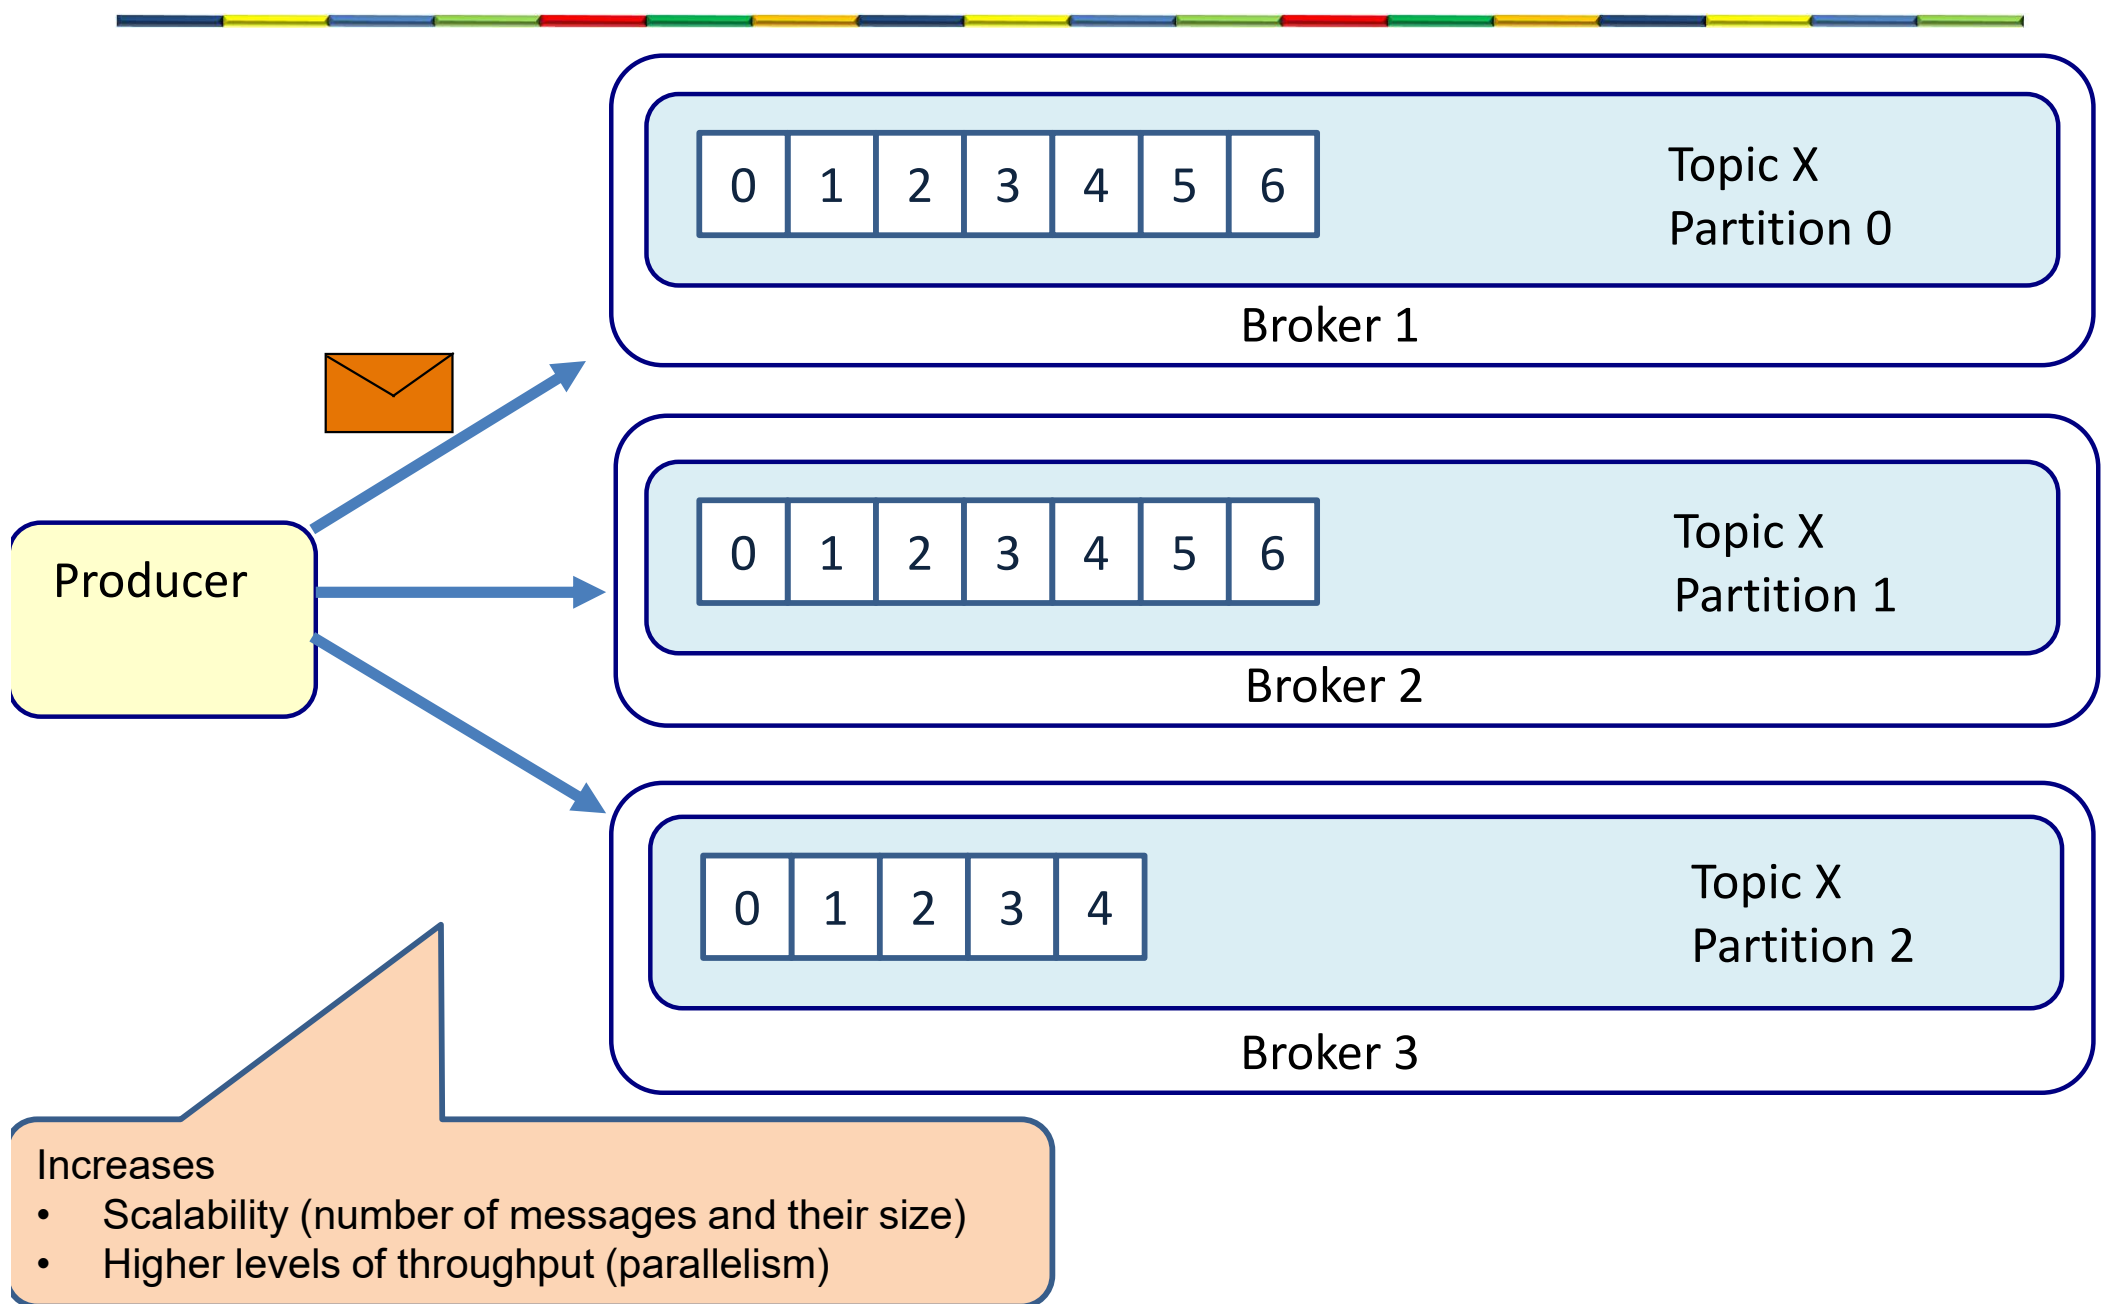 0 1 2 3 4 5 6
Topic X
Partition 0
Broker 1
Producer
0 1 2 3 4 5 6
Topic X
Partition 1
Broker 2
0 1 2 3 4
Topic X
Partition 2
Broker 3
Increases
• Scalability (number of messages and their size)
• Higher levels of throughput (parallelism)